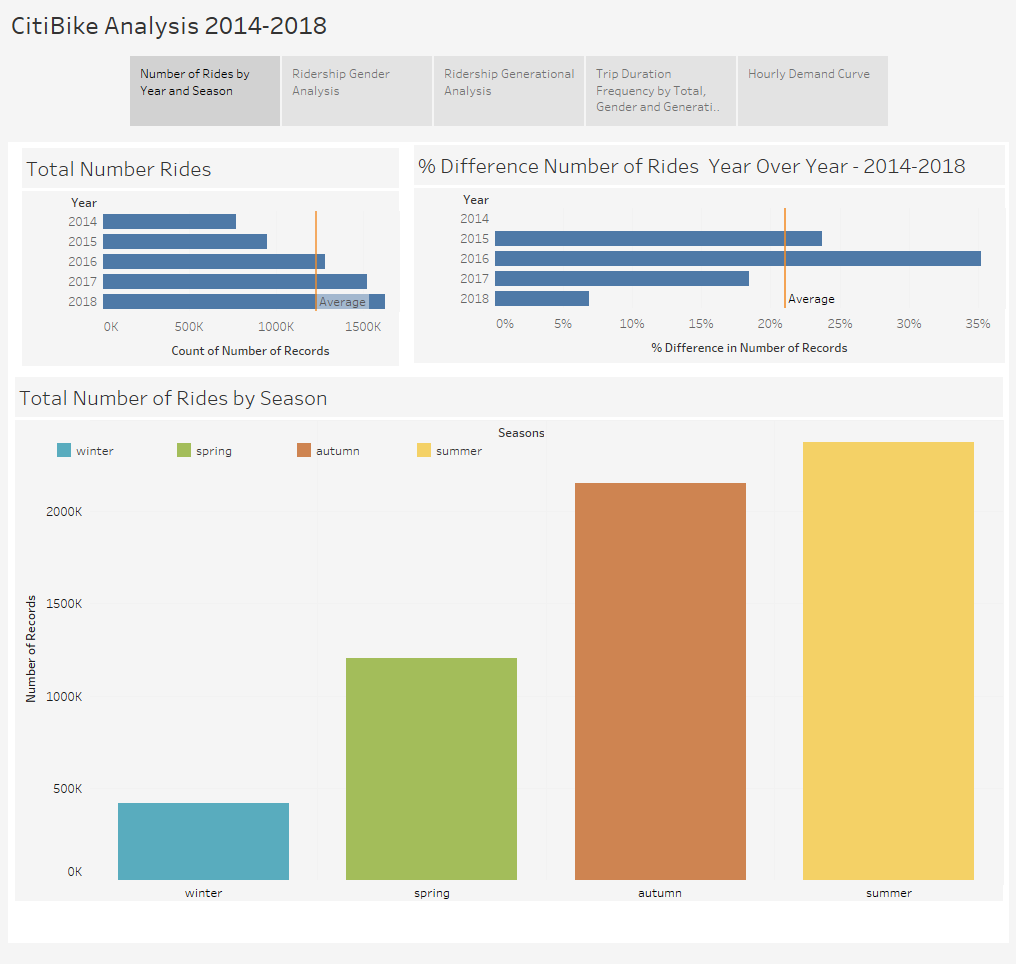 CitiBike Analysis 2014-2018
Number of Rides by
Year and Season
Ridership Gender
Analysis
Ridership Generational
Analysis
Trip Duration
Frequency by Total,
Gender and Generati..
Hourly Demand Curve
Total Number Rides
Year
2014
2015
2016
2017
2018
Average
0K 500K 1000K 1500K
Count of Number of Records
% Difference Number of Rides Year Over Year - 2014-2018
Year
2014
2015
2016
2017
2018
Average
0% 5% 10% 15% 20% 25% 30% 35%
% Difference in Number of Records
Total Number of Rides by Season
Seasons
winter spring autumn summer
Number of Records
2000K
1500K
1000K
500K
0K
winter spring autumn summer